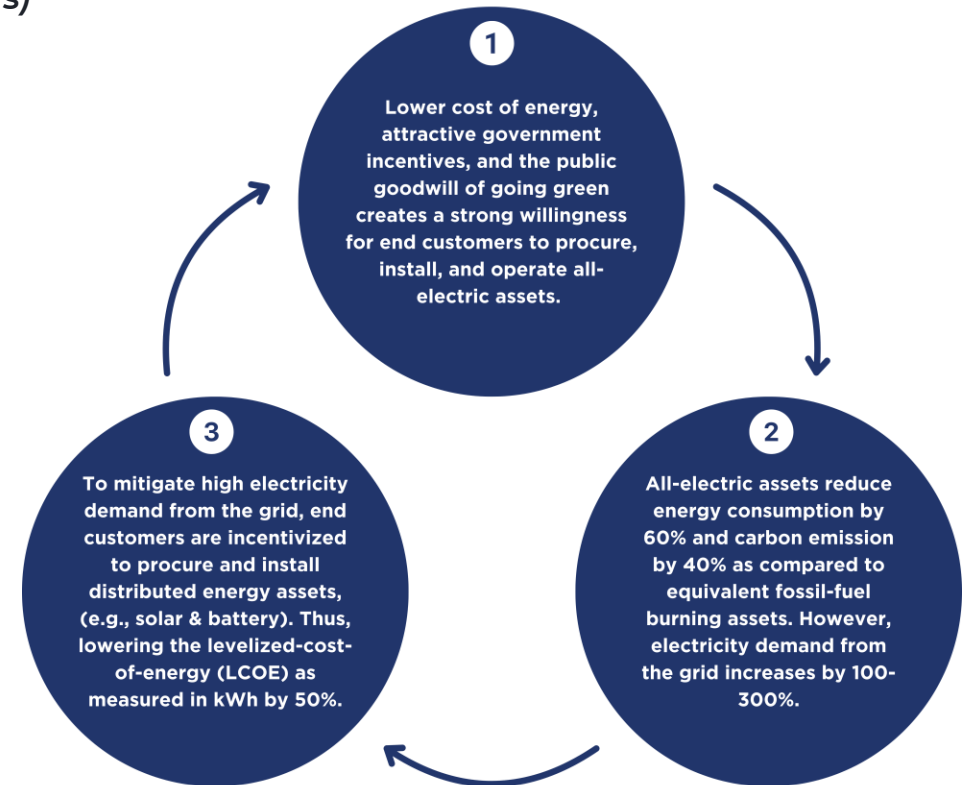 s)
1
Lower cost of energy,
attractive government
incentives, and the public
goodwill of going green
creates a strong willingness
for end customers to procure,
install, and operate all-
electric assets.
2
All-electric assets reduce
energy consumption by
60% and carbon emission
by 40% as compared to
equivalent fossil-fuel
burning assets. However,
electricity demand from
the grid increases by 100-
300%.
3
To mitigate high electricity
demand from the grid, end
customers are incentivized
to procure and install
distributed energy assets,
(e.g., solar & battery). Thus,
lowering the levelized-cost-
of-energy (LCOE) as
measured in kWh by 50%.